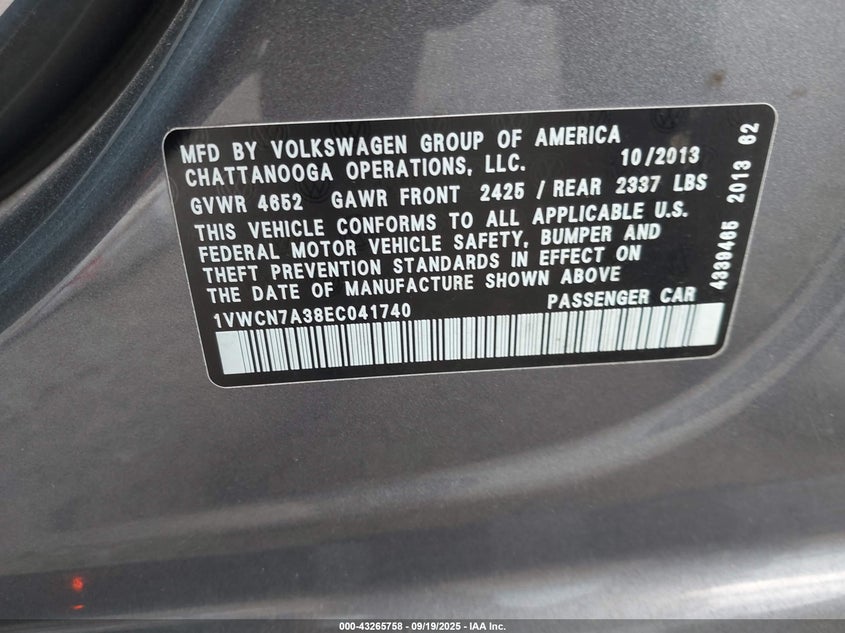 MFD BY VOLKSWAGEN GROUP OF AMERICA
CHATTANOOGA OPERATIONS, LLC. 10/2013
GVWR 4652 GAWR FRONT 2425 / REAR 2337 LBS
THIS VEHICLE CONFORMS TO ALL APPLICABLE U.S.
FEDERAL MOTOR VEHICLE SAFETY, BUMPER AND
THEFT PREVENTION STANDARDS IN EFFECT ON
THE DATE OF MANUFACTURE SHOWN ABOVE
1VWCN7A38EC041740 PASSENGER CAR
4339465 2013 62
000-43265758 - 09/19/2025 - IAA Inc.